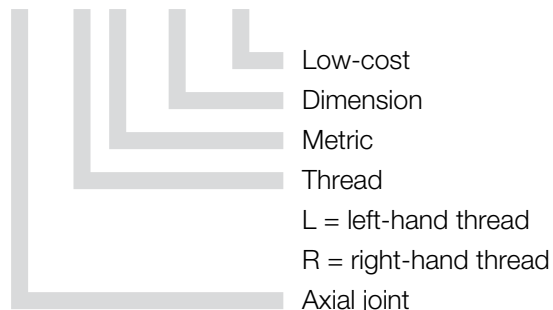 Low-cost
Dimension
Metric
Thread
L = left-hand thread
R = right-hand thread
Axial joint